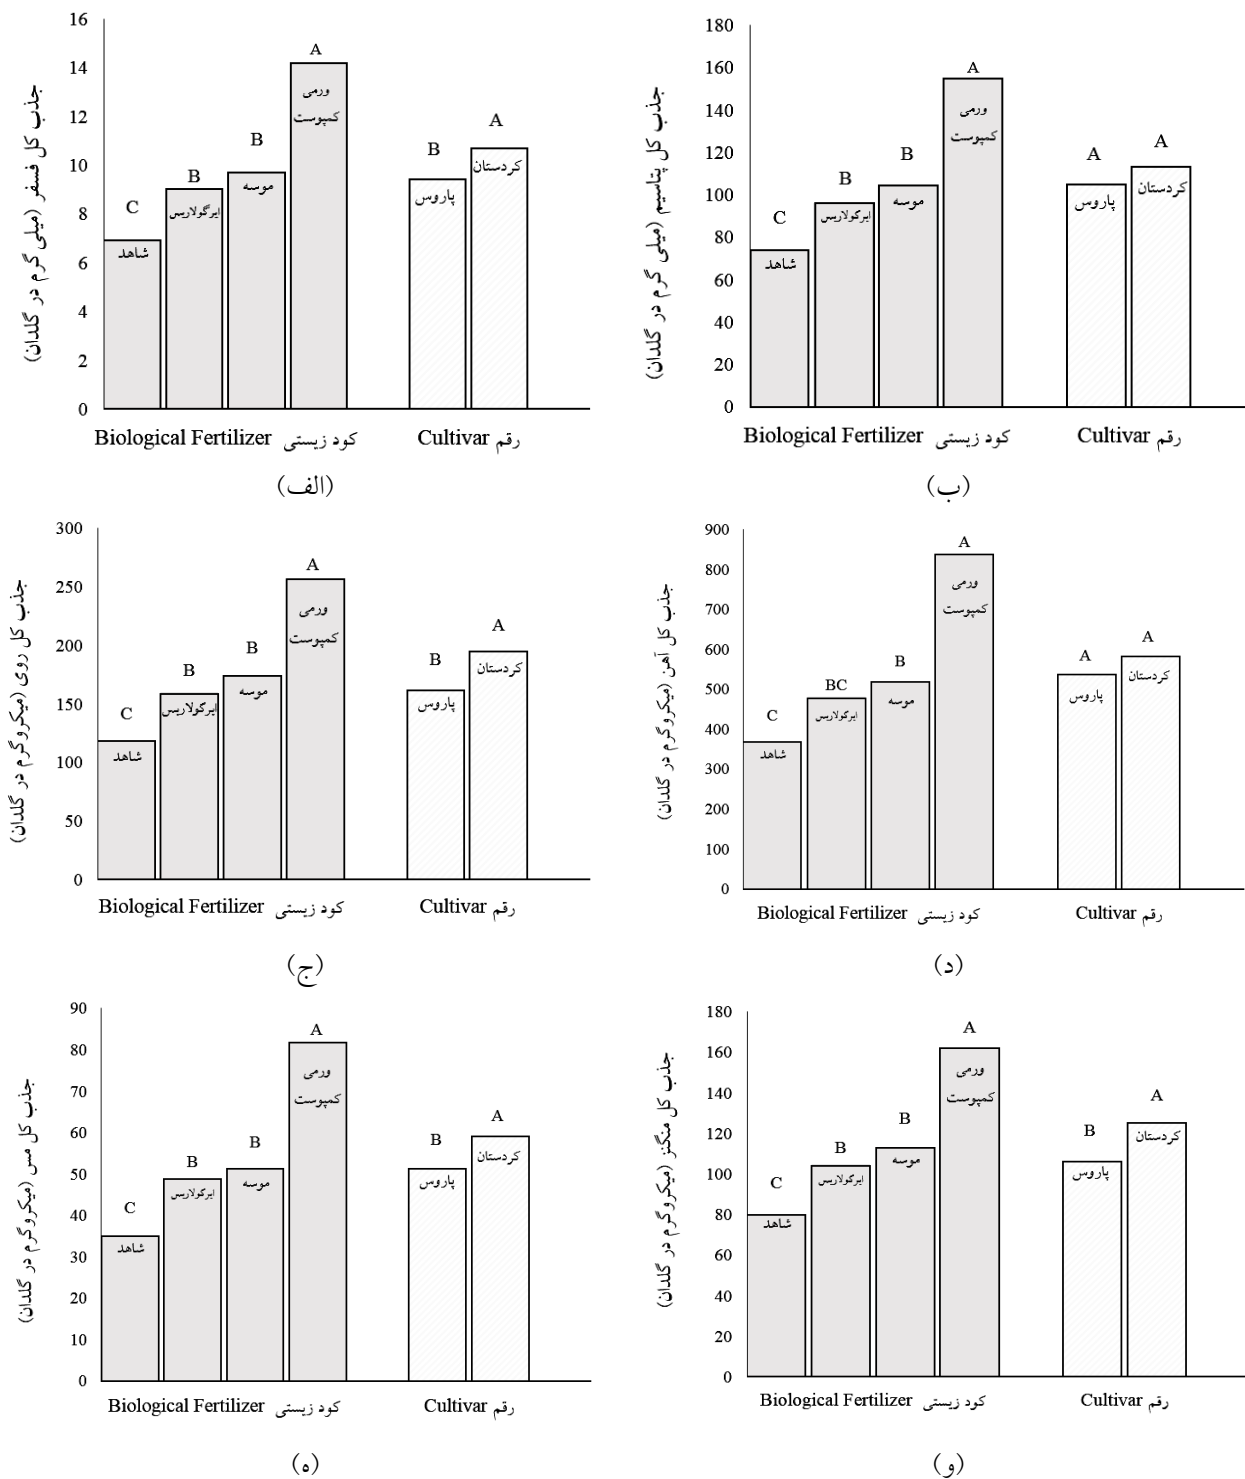 جذب کل فسفر (میلی گرم در گلدان)
16
14
12
10
8
6
4
2
0
C
B
B
A
B
A
شاهد
ایرگولاریس
موسه
ورمی
کمپوست
پاروس
کردستان
Biological Fertilizer کود زیستی
Cultivar رقم
(الف)
جذب کل پتاسیم (میلی گرم در گلدان)
180
160
140
120
100
80
60
40
20
0
C
B
B
A
A
A
شاهد
ایرگولاریس
موسه
ورمی
کمپوست
پاروس
کردستان
Biological Fertilizer کود زیستی
Cultivar رقم
(ب)
جذب کل روی (میکروگرم در گلدان)
300
250
200
150
100
50
0
C
B
B
A
B
A
شاهد
ایرگولاریس
موسه
ورمی
کمپوست
پاروس
کردستان
Biological Fertilizer کود زیستی
Cultivar رقم
(ج)
جذب کل آهن (میکروگرم در گلدان)
900
800
700
600
500
400
300
200
100
0
C
BC
B
A
A
A
شاهد
ایرگولاریس
موسه
ورمی
کمپوست
پاروس
کردستان
Biological Fertilizer کود زیستی
Cultivar رقم
(د)
جذب کل مس (میکروگرم در گلدان)
90
80
70
60
50
40
30
20
10
0
C
B
B
A
B
A
شاهد
ایرگولاریس
موسه
ورمی
کمپوست
پاروس
کردستان
Biological Fertilizer کود زیستی
Cultivar رقم
(ه)
جذب کل منگنز (میکروگرم در گلدان)
180
160
140
120
100
80
60
40
20
0
C
B
B
A
B
A
شاهد
ایرگولاریس
موسه
ورمی
کمپوست
پاروس
کردستان
Biological Fertilizer کود زیستی
Cultivar رقم
(و)